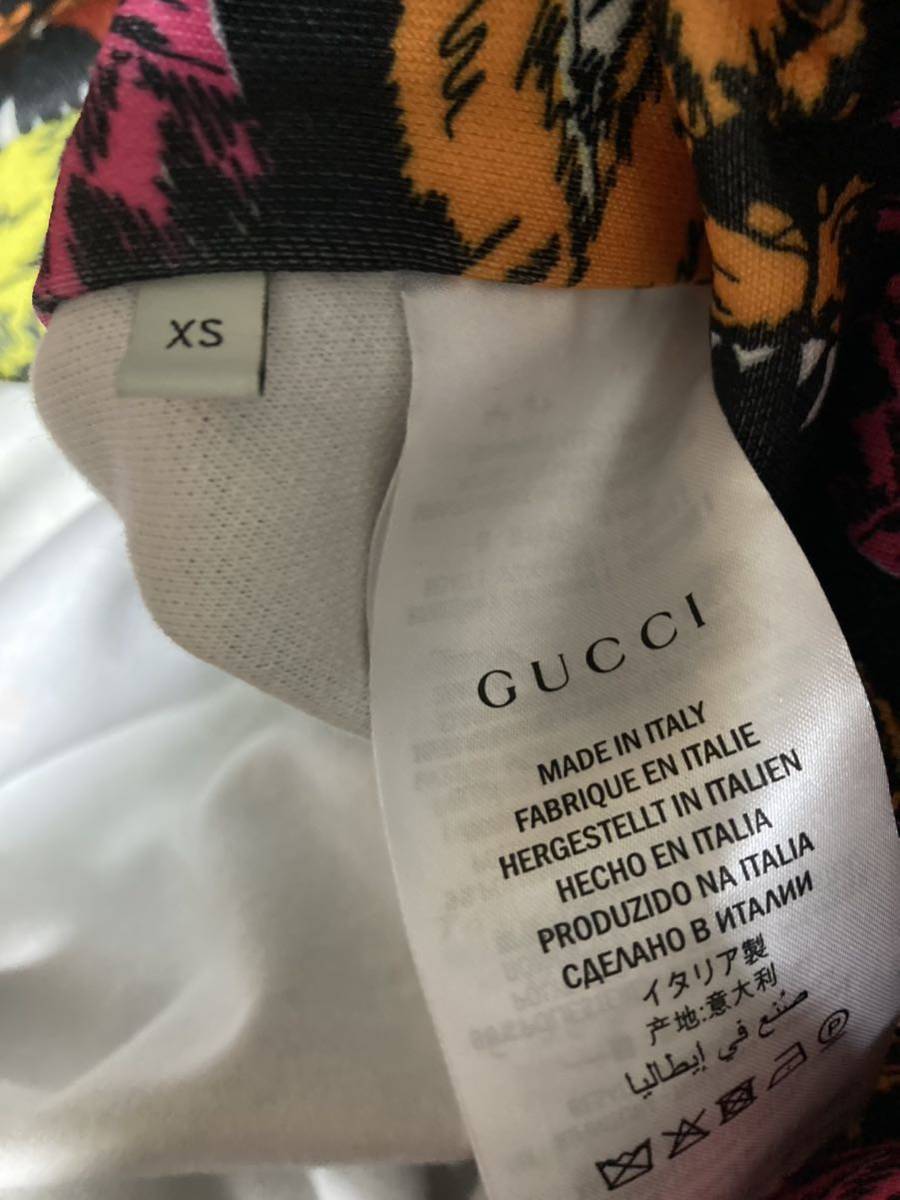 XS
GUCCI
MADE IN ITALY
FABRIQUE EN ITALIE
HERGESTELLT IN ITALIEN
HECHO EN ITALIA
PRODUZIDO NA ITALIA
СДЕЛАНО В ИТАЛИИ
イタリア製
产地:意大利
صنع في إيطاليا
P